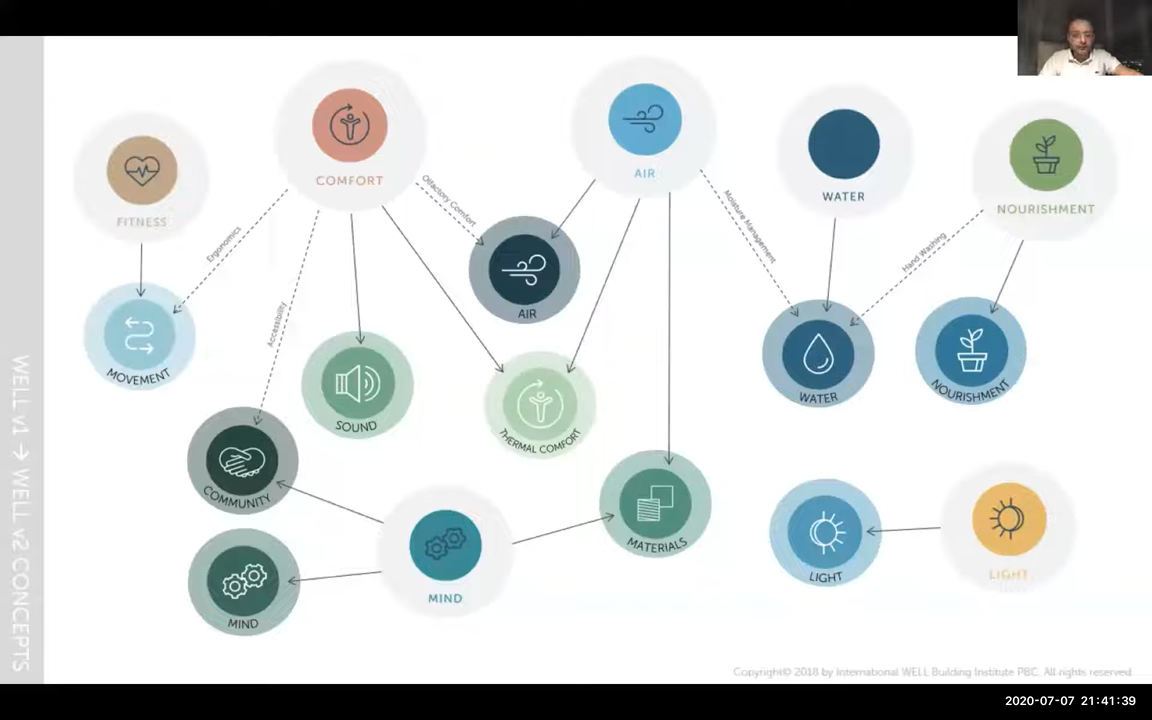 FITNESS
COMFORT
AIR
WATER
NOURISHMENT
Ergonomics
Accessibility
Olfactory Comfort
Moisture Management
Hand Washing
MOVEMENT
SOUND
AIR
THERMAL COMFORT
WATER
NOURISHMENT
COMMUNITY
MIND
MIND
MATERIALS
LIGHT
LIGHT
WELL v1 → WELL v2 CONCEPTS
Copyright© 2018 by International WELL Building Institute PBC. All rights reserved.
2020-07-07 21:41:39